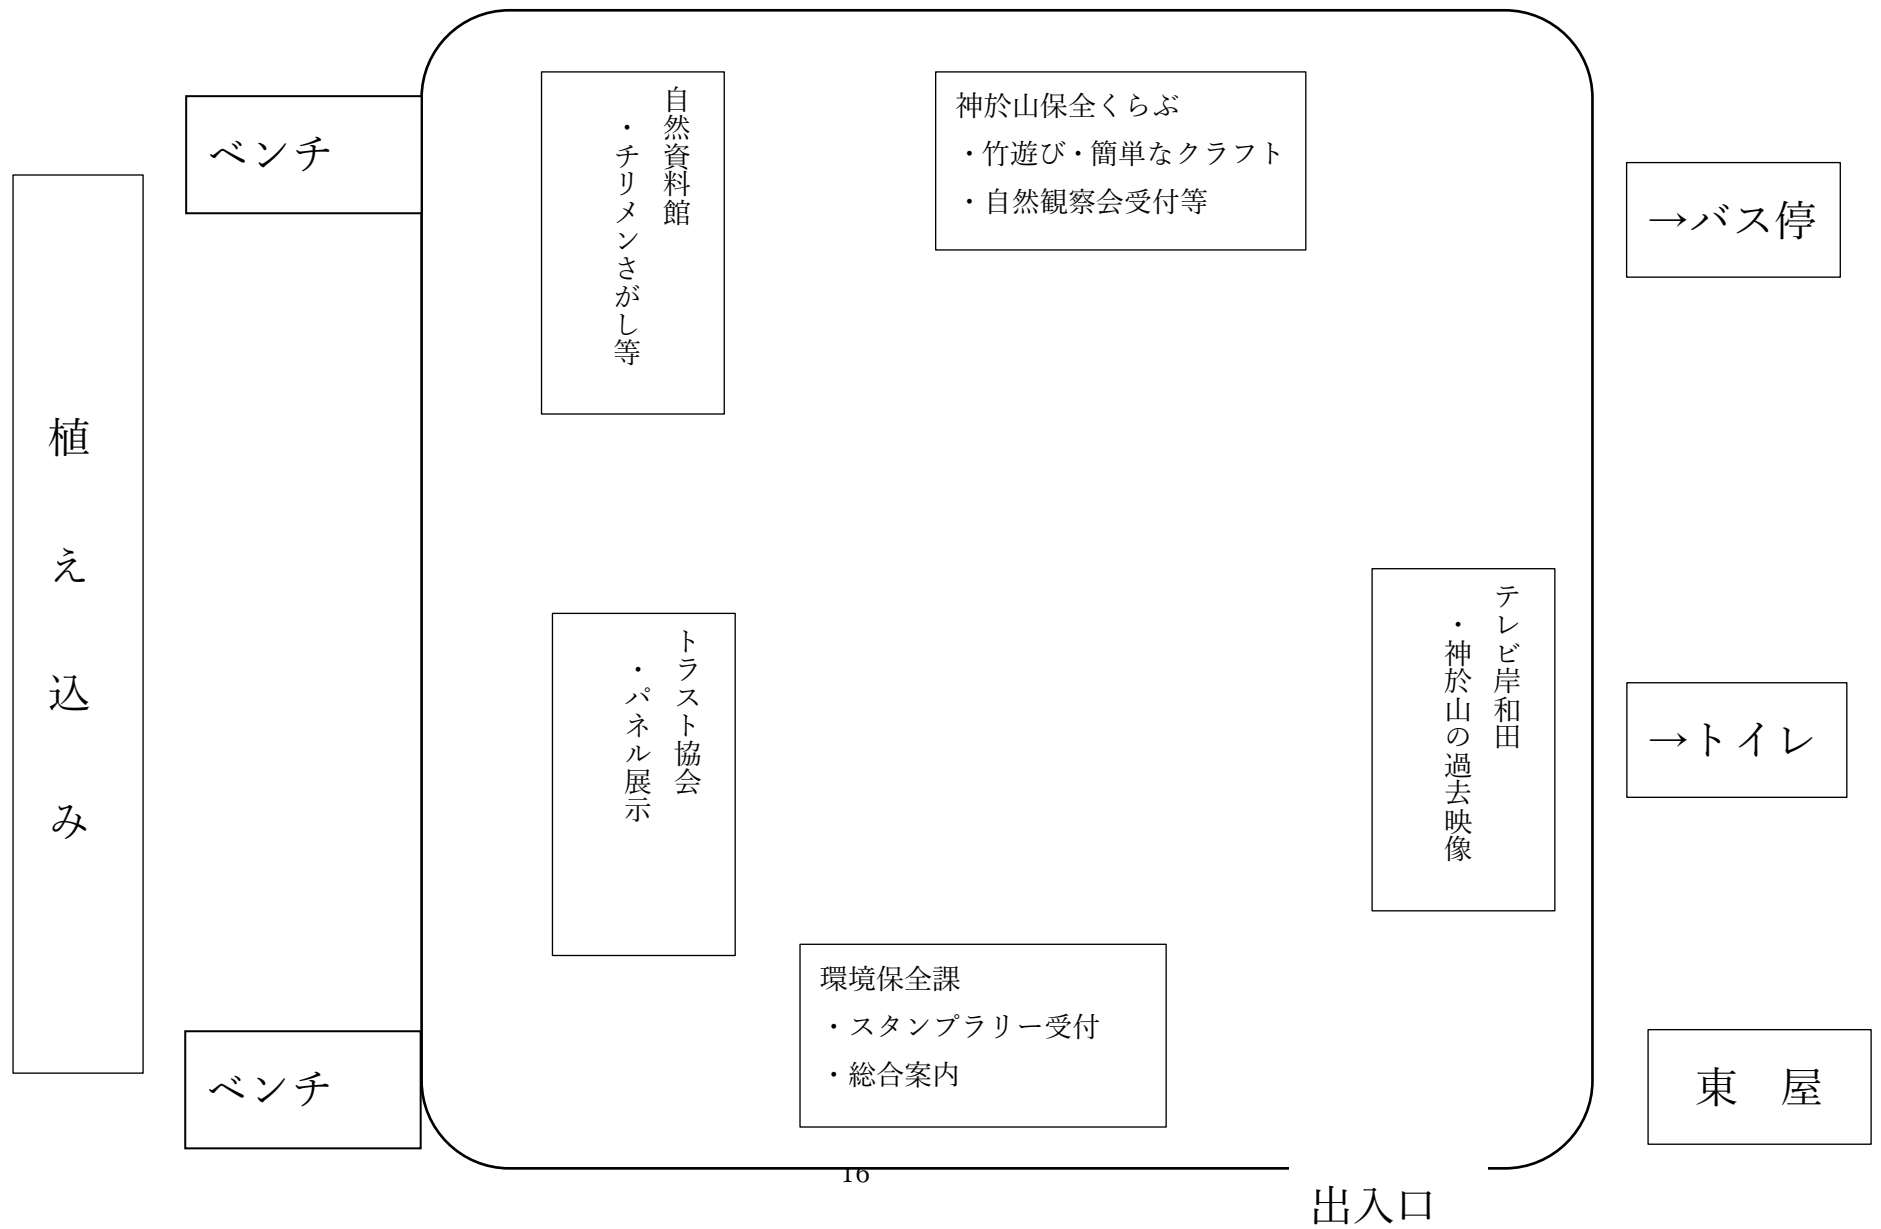 ベンチ
自然資料館
・チリメンさがし等
神於山保全くらぶ
・竹遊び・簡単なクラフト
・自然観察会受付等
→バス停
植え込み
トラスト協会
・パネル展示
テレビ岸和田
・神於山の過去映像
→トイレ
環境保全課
・スタンプラリー受付
・総合案内
ベンチ
東　屋
16
出入口